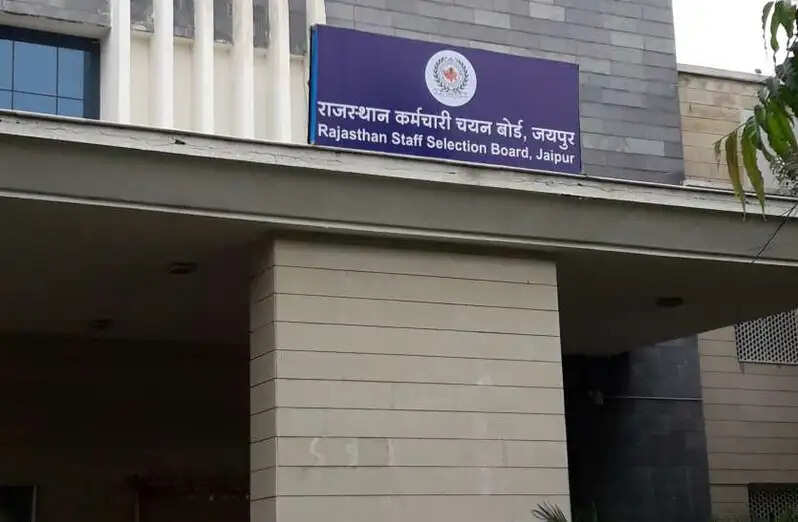 राजस्थान कर्मचारी चयन बोर्ड, जयपुर
Rajasthan Staff Selection Board, Jaipur